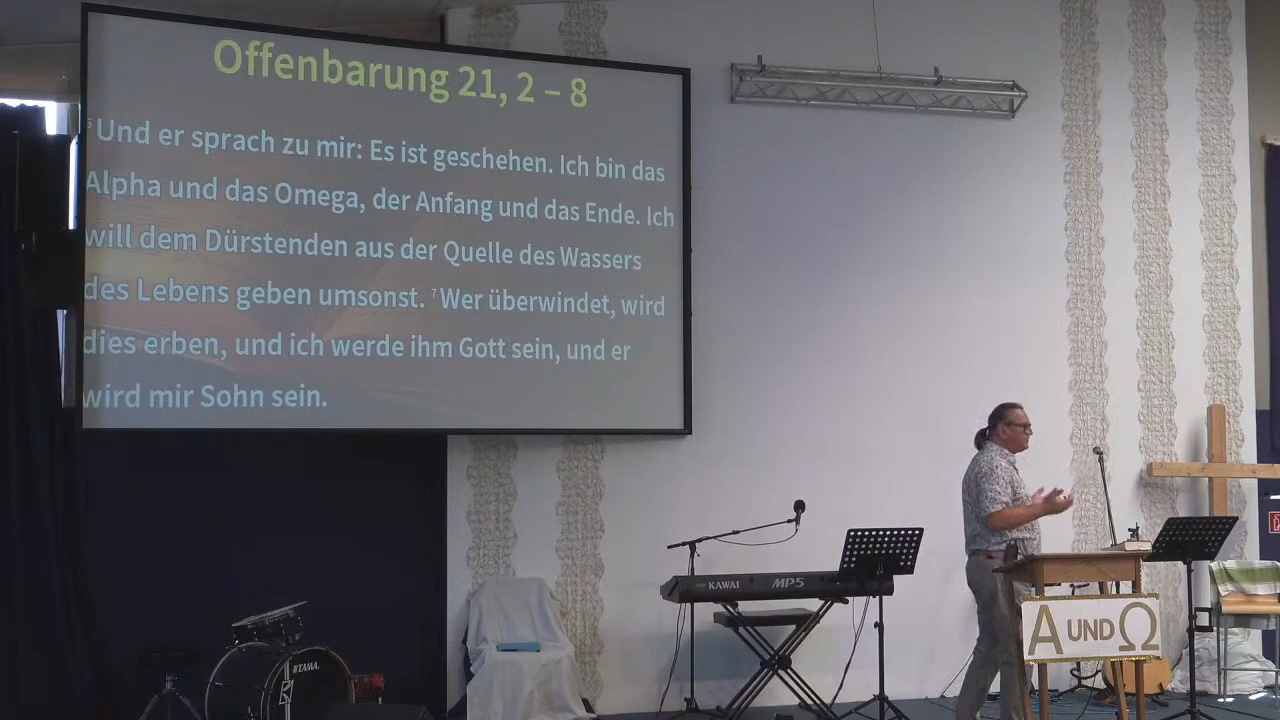 Offenbarung 21, 2 – 8
⁶Und er sprach zu mir: Es ist geschehen. Ich bin das
Alpha und das Omega, der Anfang und das Ende. Ich
will dem Dürstenden aus der Quelle des Wassers
des Lebens geben umsonst. ⁷Wer überwindet, wird
dies erben, und ich werde ihm Gott sein, und er
wird mir Sohn sein.
KAWAI MP5
A UND Ω
TAMA